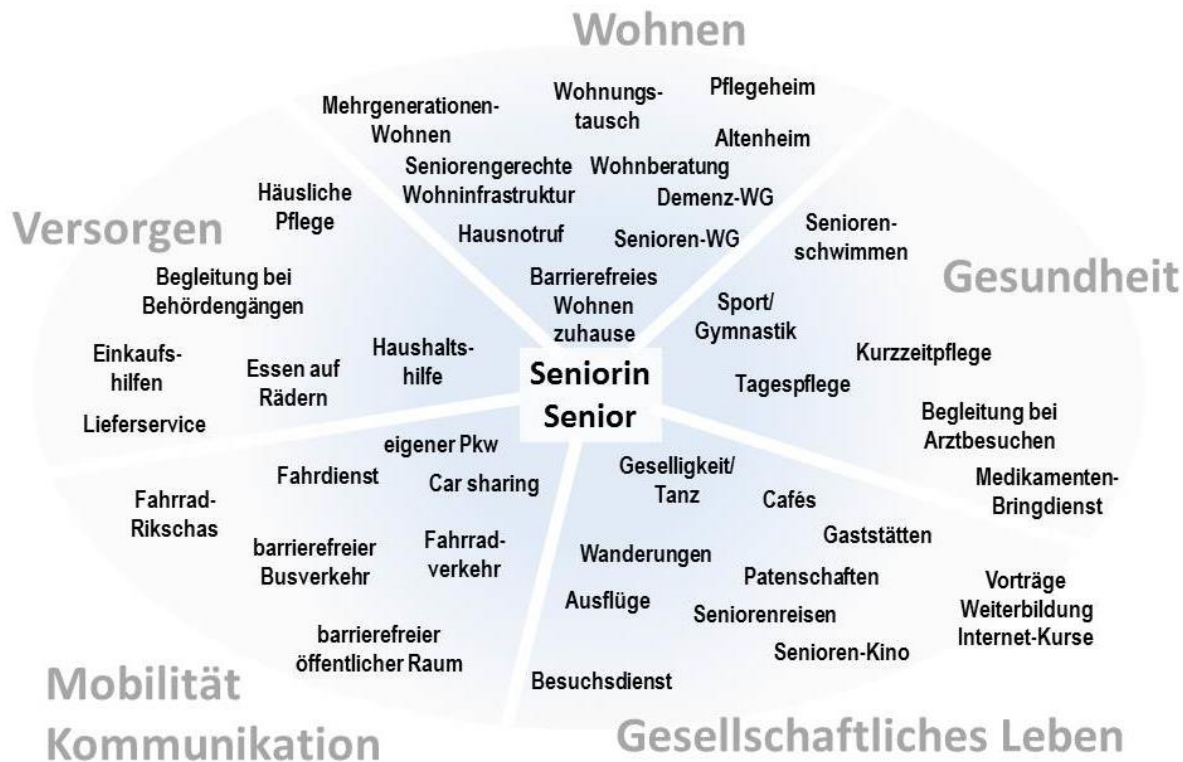 Wohnen
Mehrgenerationen-
Wohnen
Wohnungs-
tausch
Pflegeheim
Altenheim
Seniorengerechte
Wohninfrastruktur
Wohnberatung
Demenz-WG
Hausnotruf
Senioren-WG
Barrierefreies
Wohnen
zuhause
Gesundheit
Senioren-
schwimmen
Sport/
Gymnastik
Kurzzeitpflege
Tagespflege
Begleitung bei
Arztbesuchen
Medikamenten-
Bringdienst
Versorgen
Häusliche
Pflege
Begleitung bei
Behördengängen
Einkaufs-
hilfen
Essen auf
Rädern
Haushalts-
hilfe
Lieferservice
Seniorin
Senior
eigener Pkw
Fahrdienst
Car sharing
Fahrrad-
Rikschas
barrierefreier
Busverkehr
Fahrrad-
verkehr
barrierefreier
öffentlicher Raum
Mobilität
Kommunikation
Geselligkeit/
Tanz
Cafés
Gaststätten
Wanderungen
Patenschaften
Ausflüge
Seniorenreisen
Vorträge
Weiterbildung
Internet-Kurse
Senioren-Kino
Besuchsdienst
Gesellschaftliches Leben